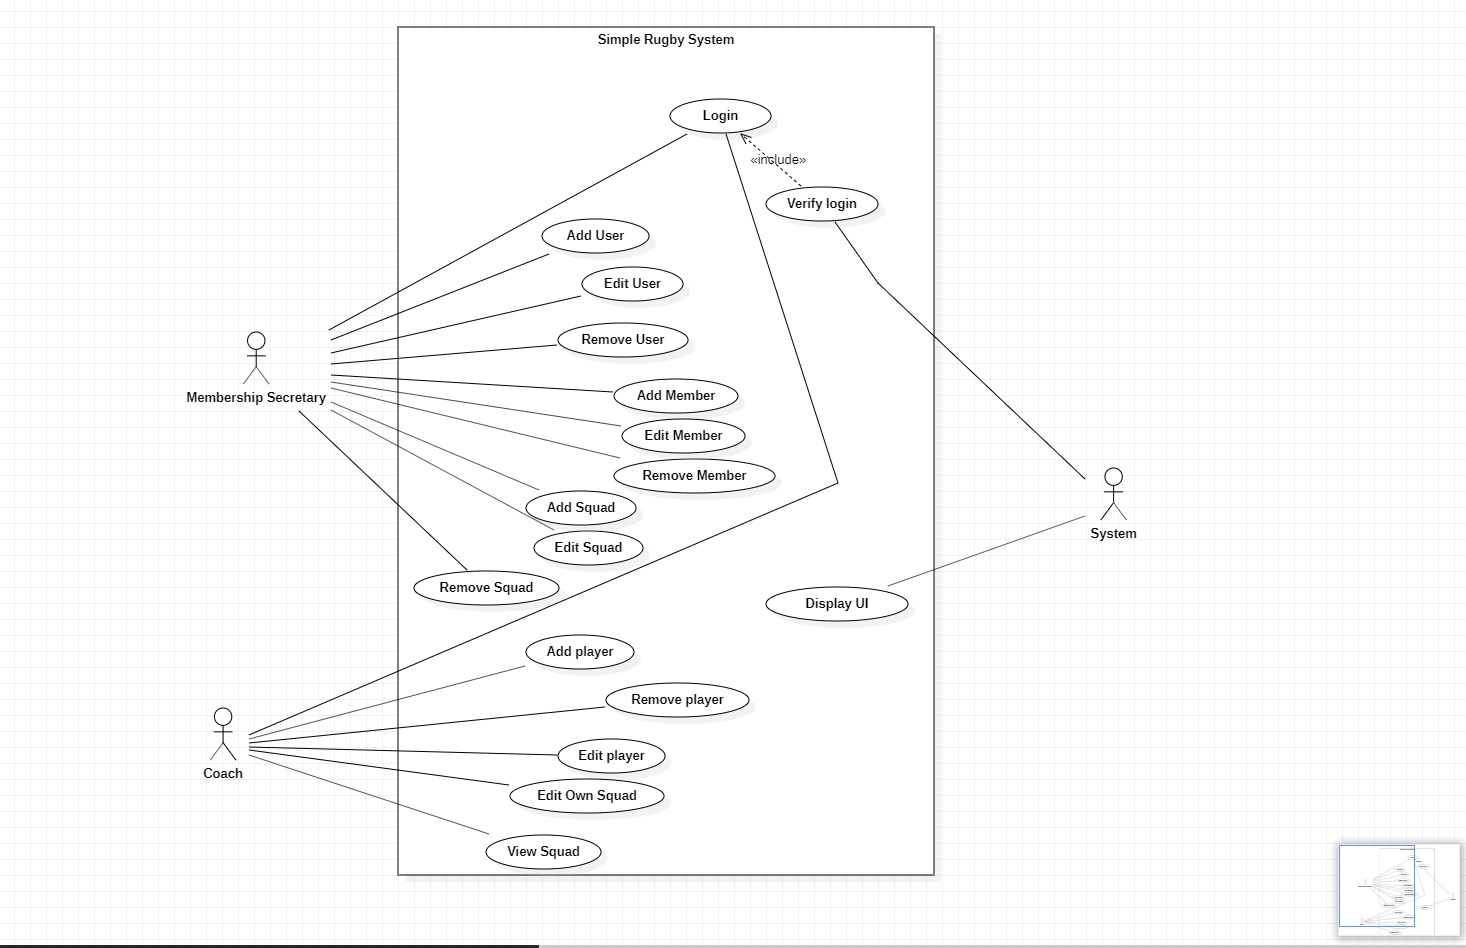 Simple Rugby System
Login
«include»
Verify login
Add User
Edit User
Remove User
Add Member
Membership Secretary
Edit Member
Remove Member
Add Squad
System
Edit Squad
Remove Squad
Display UI
Add player
Remove player
Edit player
Coach
Edit Own Squad
View Squad